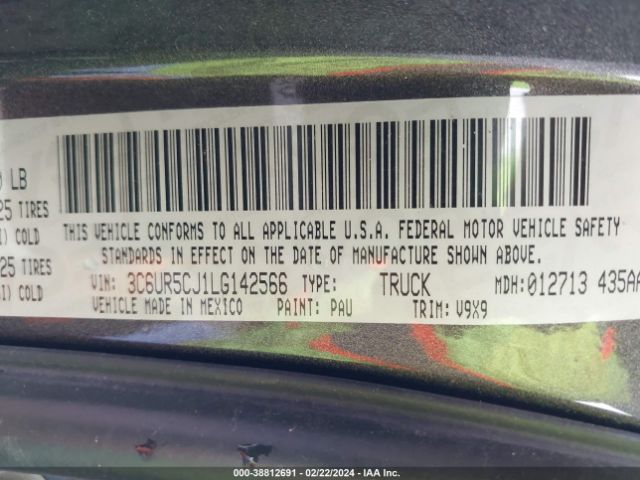 ) LB
25 TIRES
I) COLD
25 TIRES
I) COLD
THIS VEHICLE CONFORMS TO ALL APPLICABLE U.S.A. FEDERAL MOTOR VEHICLE SAFETY
STANDARDS IN EFFECT ON THE DATE OF MANUFACTURE SHOWN ABOVE.
VIN: 3C6UR5CJ1LG142566 TYPE: TRUCK MDH: 012713 435AA
VEHICLE MADE IN MEXICO PAINT: PAU TRIM: V9X9
000-38812691 - 02/22/2024 - IAA Inc.